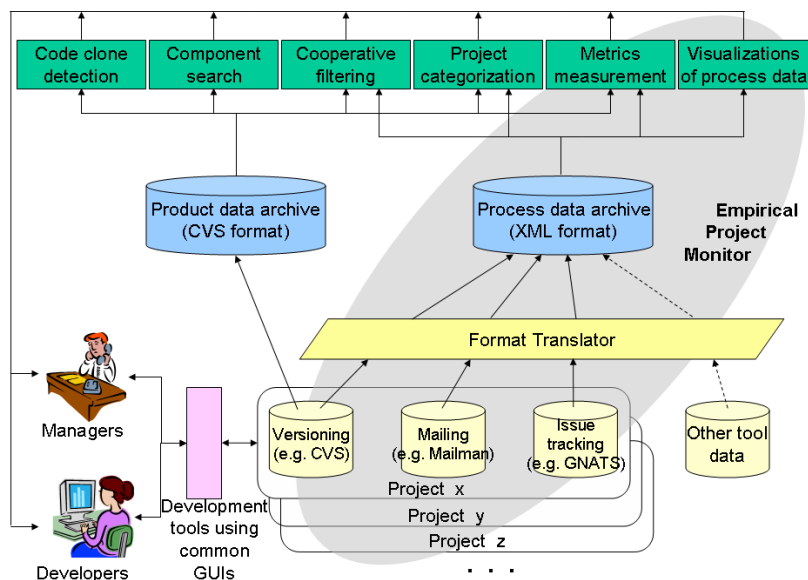 Code clone
detection
Component
search
Cooperative
filtering
Project
categorization
Metrics
measurement
Visualizations
of process data
Product data archive
(CVS format)
Process data archive
(XML format)
Empirical
Project
Monitor
Format Translator
Managers
Versioning
(e.g. CVS)
Mailing
(e.g. Mailman)
Issue
tracking
(e.g. GNATS)
Other tool
data
Project x
Project y
Project z
Development
tools using
common
GUIs
Developers
. . .